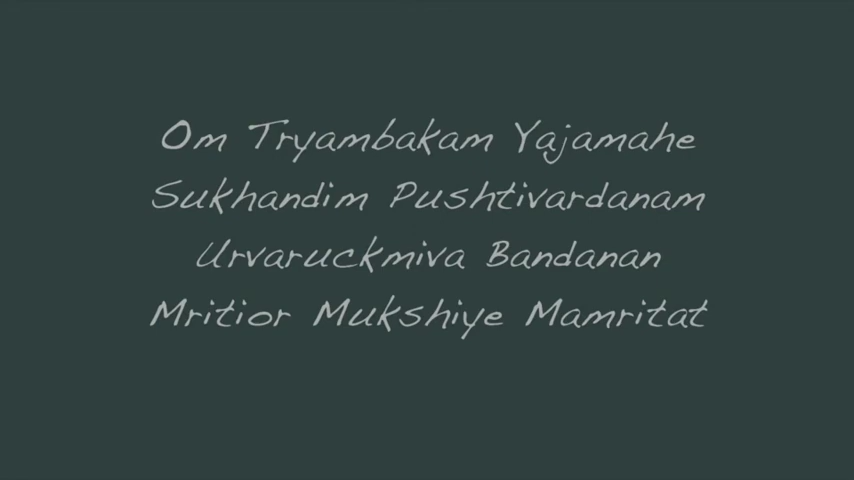 Om Tryambakam Yajamahe
Sukhandim Pushtivardanam
Urvaruckmiva Bandanan
Mritior Mukshiye Mamritat